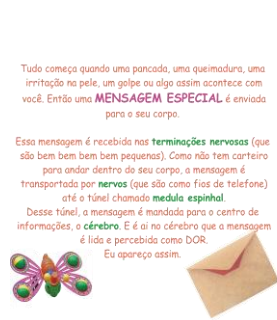 Tudo começa quando uma pancada, uma queimadura, uma
irritação na pele, um golpe ou algo assim acontece com
você. Então uma MENSAGEM ESPECIAL é enviada
para o seu corpo.
Essa mensagem é recebida nas terminações nervosas (que
são bem bem bem bem pequenas). Como não tem carteiro
para andar dentro do seu corpo, a mensagem é
transportada por nervos (que são como fios de telefone)
até o túnel chamado medula espinhal.
Desse túnel, a mensagem é mandada para o centro de
informações, o cérebro. E é ai no cérebro que a mensagem
é lida e percebida como DOR.
Eu apareço assim.